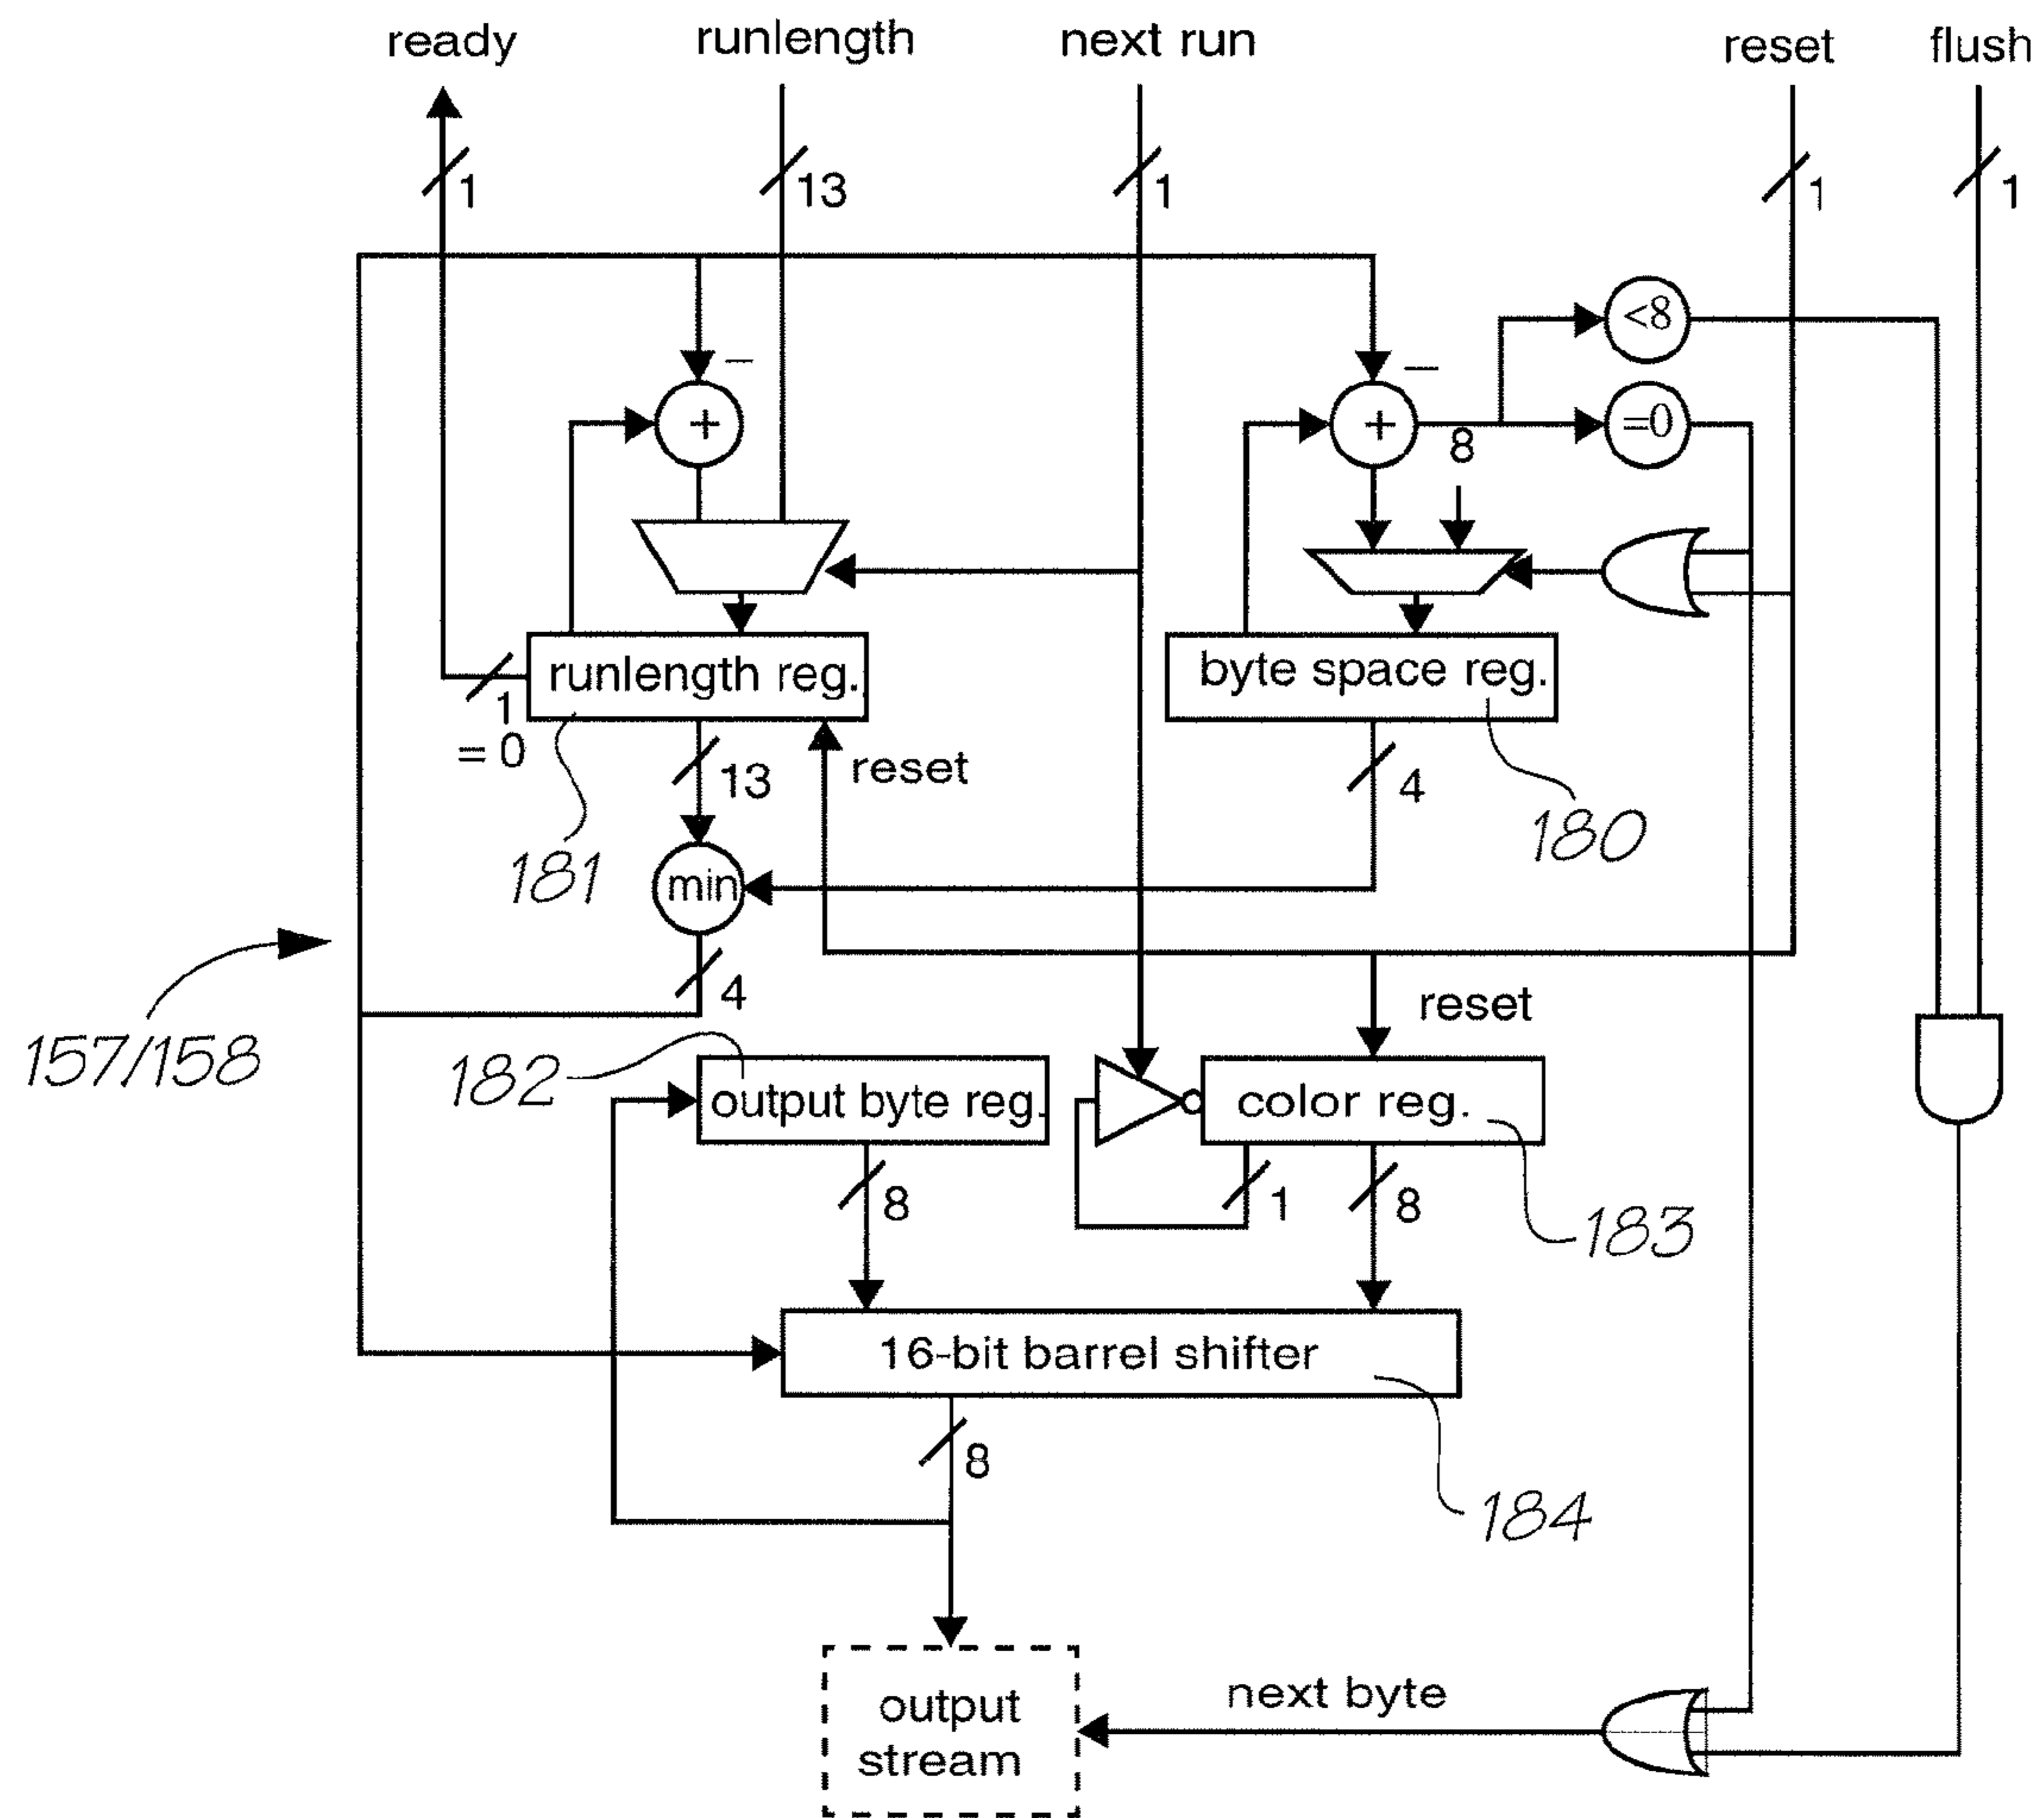 ready
runlength
next run
reset
flush
1
13
1
1
1
<8
–
–
+
+
8
=0
runlength reg.
byte space reg.
1
= 0
13
reset
4
181
180
min
4
reset
157/158
182
output byte reg.
color reg.
8
1
8
183
16-bit barrel shifter
8
184
output
stream
next byte